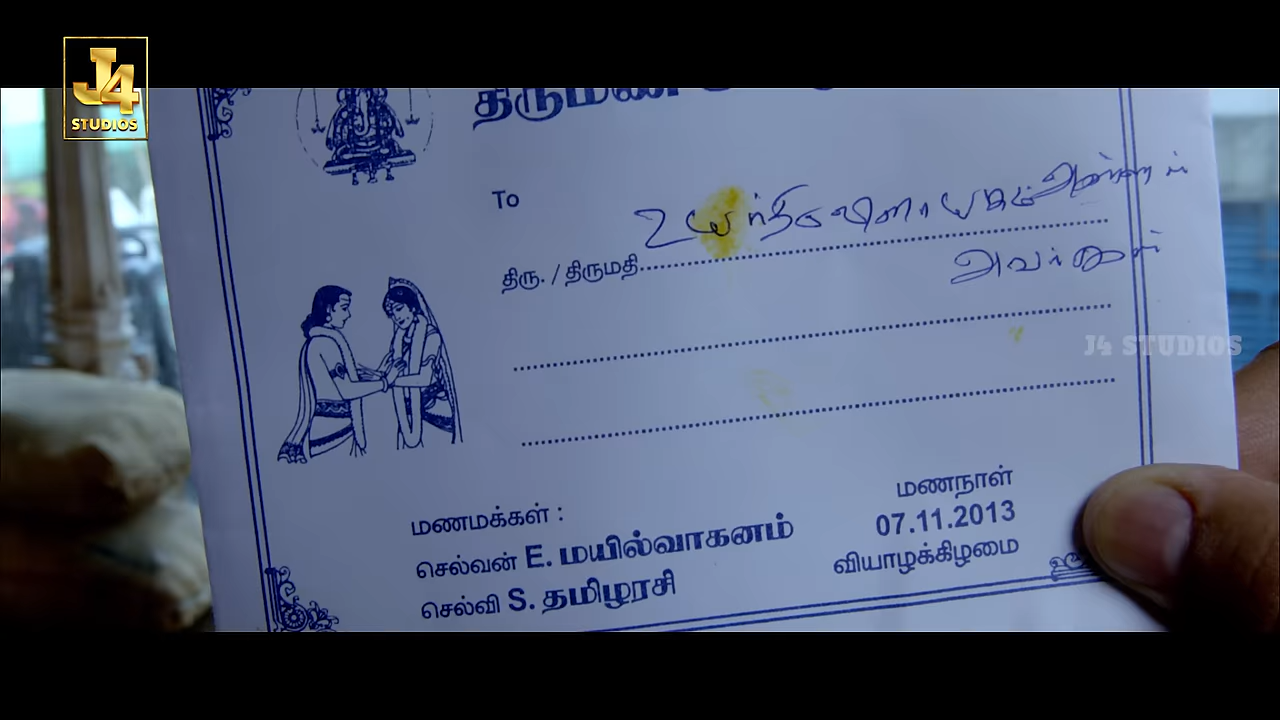 J4
STUDIOS
To
திரு. / திருமதி
அவர்கள்
J4 STUDIOS
மணமக்கள் :
செல்வன் E. மயில்வாகனம்
செல்வி S. தமிழரசி
மணநாள்
07.11.2013
வியாழக்கிழமை